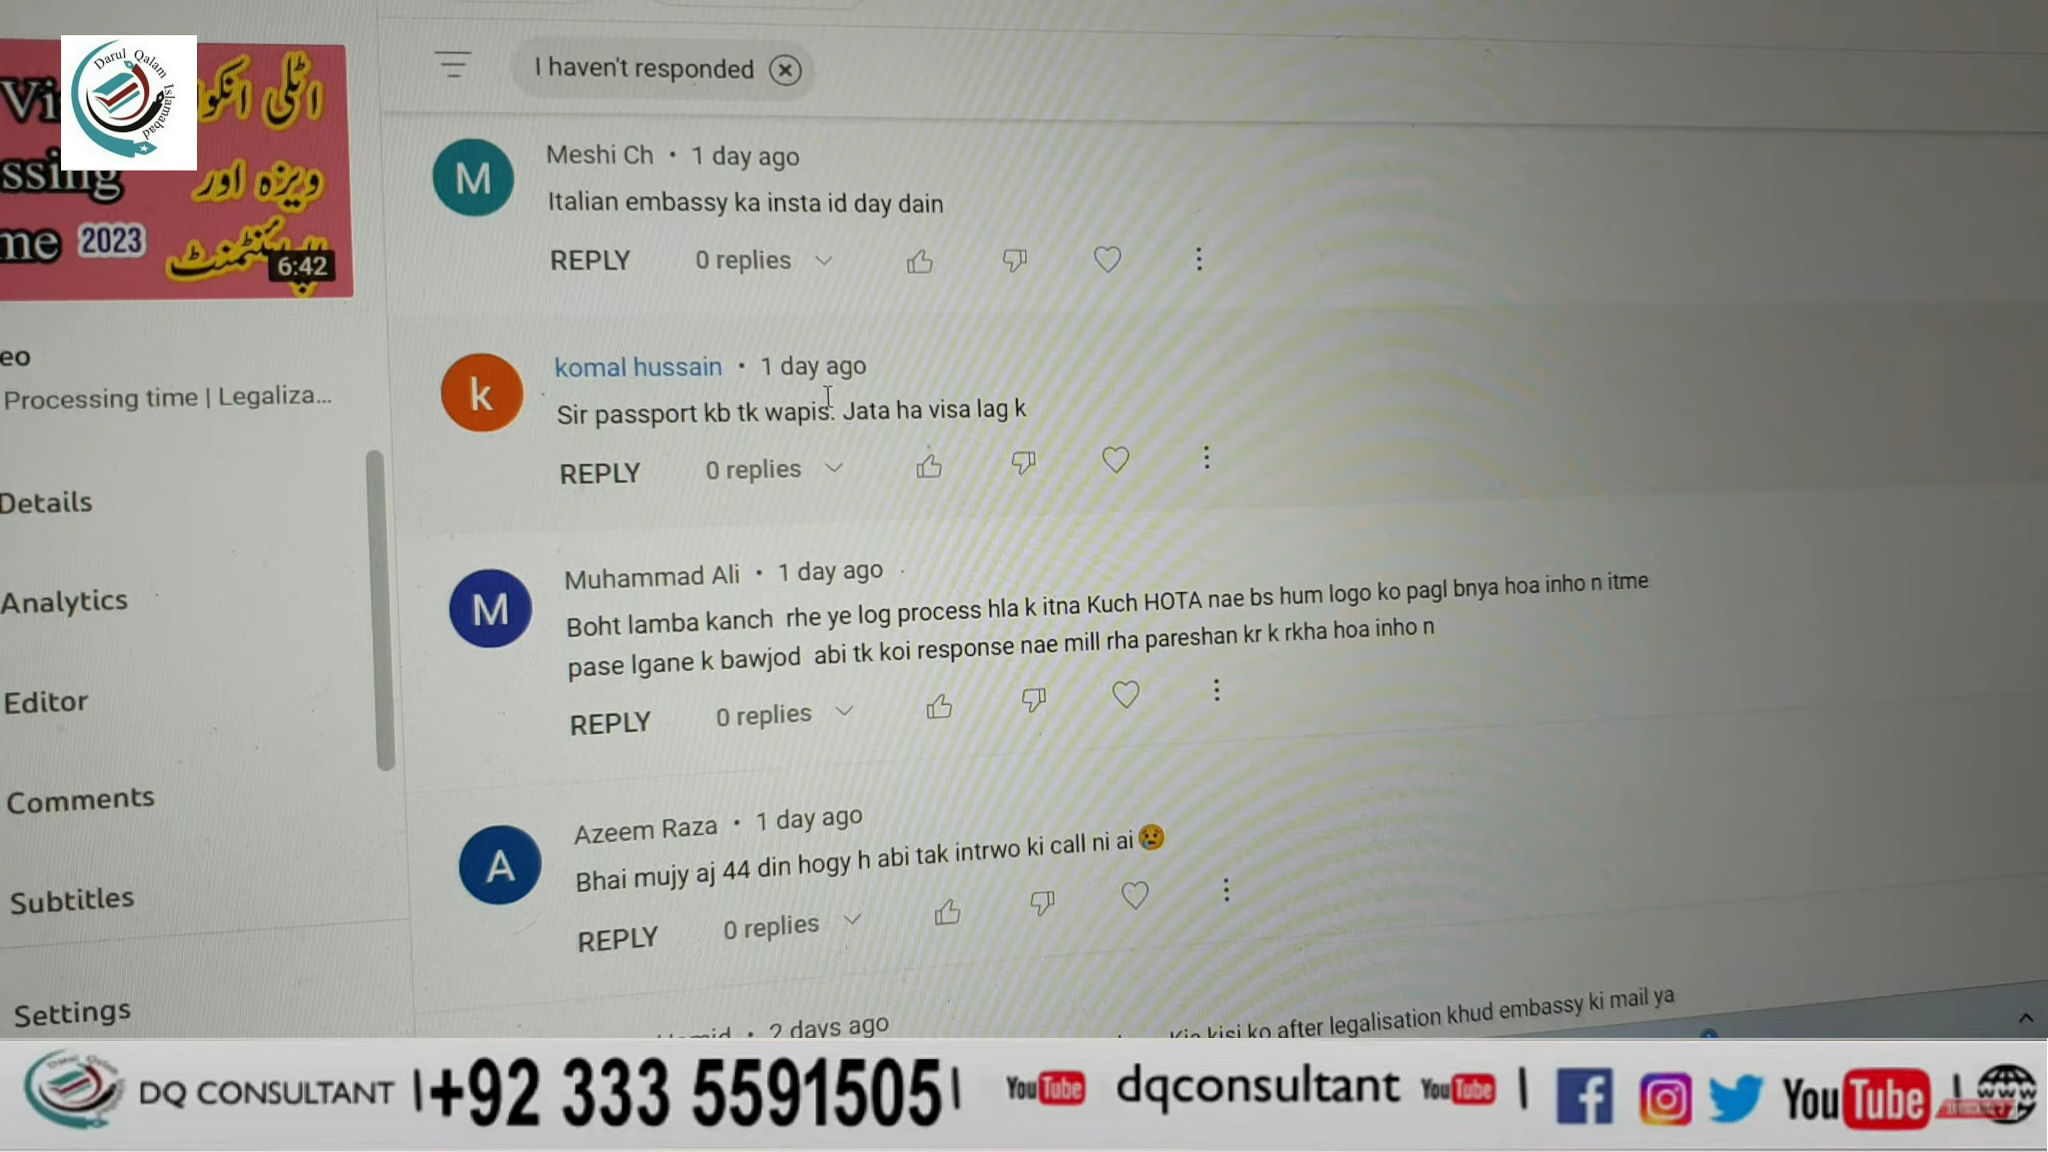 Darul Qalam Islamabad
Vi
ssing
me 2023
اٹلی انکوا
ویزہ اور
6:42
eo
Processing time | Legaliza...
Details
Analytics
Editor
Comments
Subtitles
Settings
I haven't responded
M
Meshi Ch • 1 day ago
Italian embassy ka insta id day dain
REPLY 0 replies
k
komal hussain • 1 day ago
Sir passport kb tk wapis. Jata ha visa lag k
REPLY 0 replies
M
Muhammad Ali • 1 day ago
Boht lamba kanch rhe ye log process hla k itna Kuch HOTA nae bs hum logo ko pagl bnya hoa inho n itme
pase lgane k bawjod abi tk koi response nae mill rha pareshan kr k rkha hoa inho n
REPLY 0 replies
A
Azeem Raza • 1 day ago
Bhai mujy aj 44 din hogy h abi tak intrwo ki call ni ai 😢
REPLY 0 replies
2 days ago
kisi ko after legalisation khud embassy ki mail ya
DQ CONSULTANT |+92 333 5591505| YouTube dqconsultant YouTube | YouTube | www